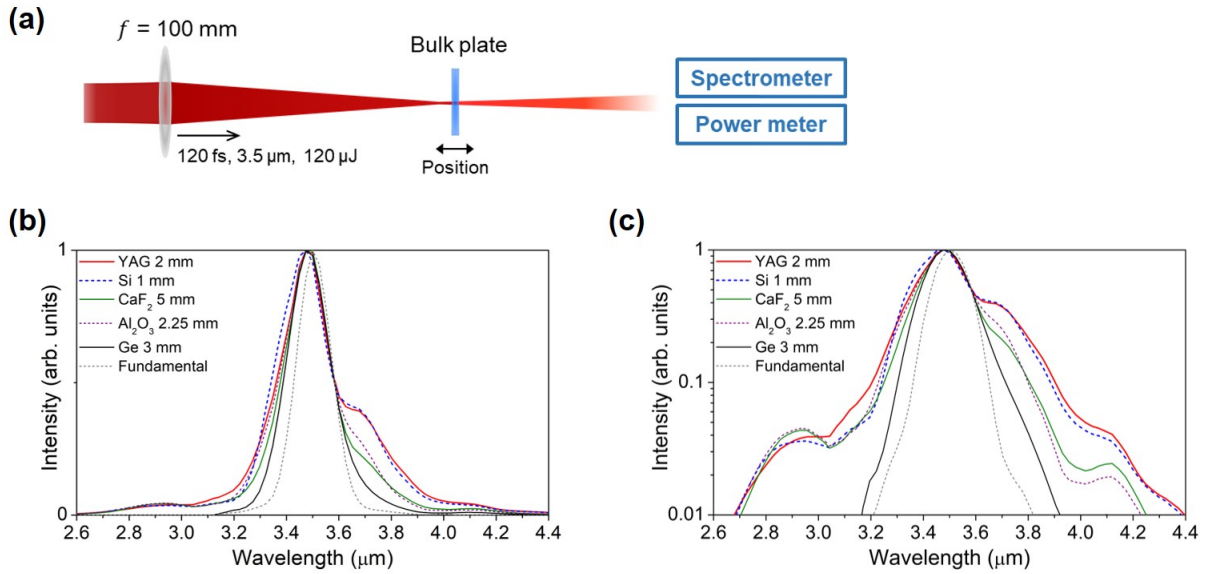 (a)
f = 100 mm
Bulk plate
Spectrometer
Power meter
120 fs, 3.5 μm, 120 μJ
Position
(b)
1
YAG 2 mm
Si 1 mm
CaF₂ 5 mm
Al₂O₃ 2.25 mm
Ge 3 mm
Fundamental
Intensity (arb. units)
0
2.6 2.8 3.0 3.2 3.4 3.6 3.8 4.0 4.2 4.4
Wavelength (μm)
(c)
1
YAG 2 mm
Si 1 mm
CaF₂ 5 mm
Al₂O₃ 2.25 mm
Ge 3 mm
Fundamental
0.1
Intensity (arb. units)
0.01
2.6 2.8 3.0 3.2 3.4 3.6 3.8 4.0 4.2 4.4
Wavelength (μm)